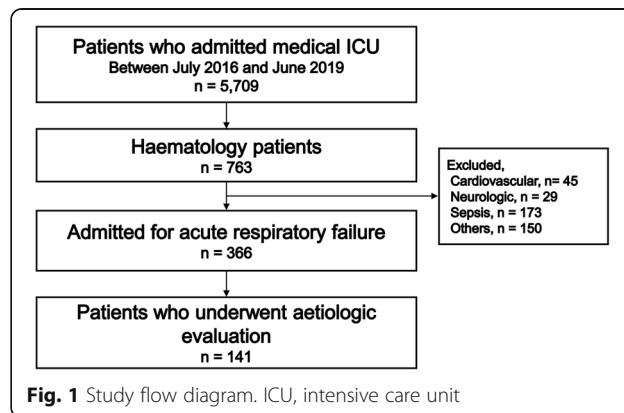 Patients who admitted medical ICU
Between July 2016 and June 2019
n = 5,709
Haematology patients
n = 763
Excluded,
Cardiovascular, n= 45
Neurologic, n = 29
Sepsis, n = 173
Others, n = 150
Admitted for acute respiratory failure
n = 366
Patients who underwent aetiologic
evaluation
n = 141
Fig. 1 Study flow diagram. ICU, intensive care unit